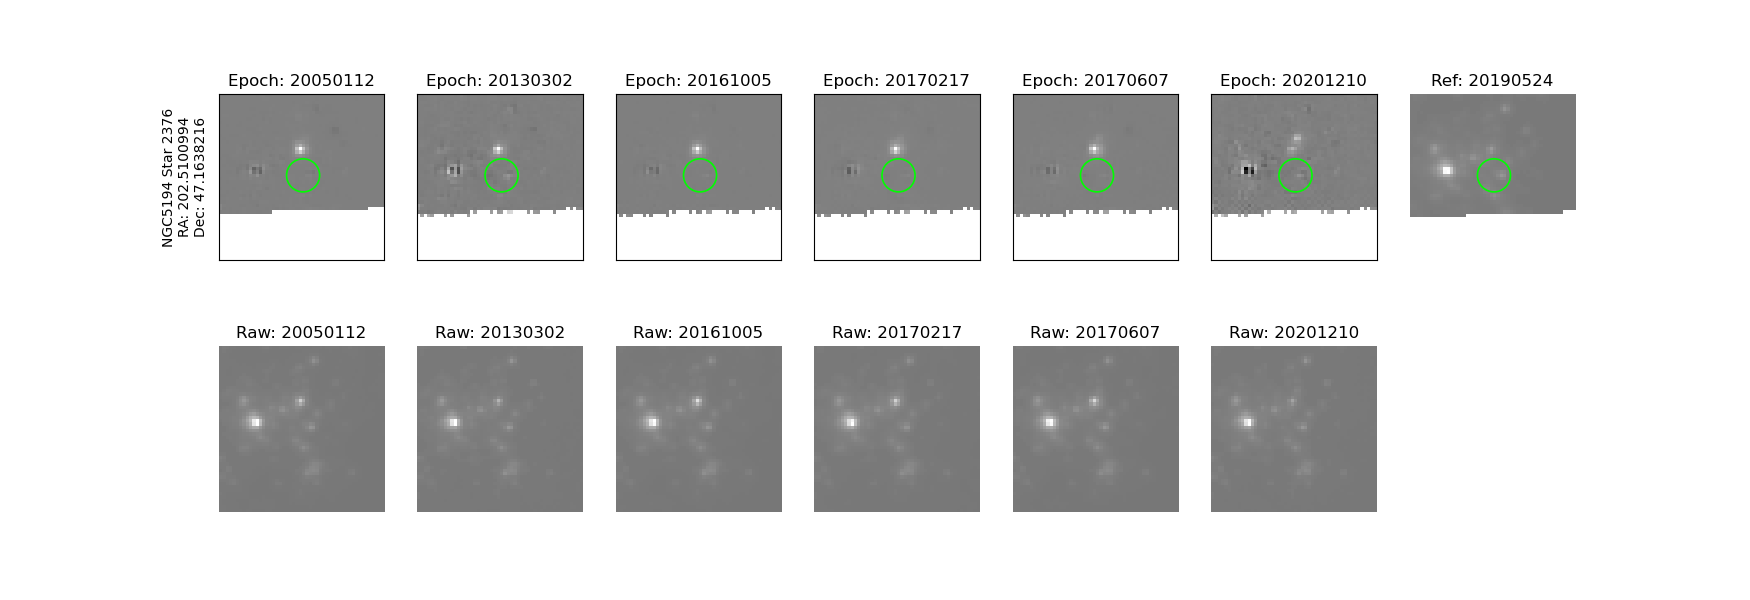 Epoch: 20050112
Epoch: 20130302
Epoch: 20161005
Epoch: 20170217
Epoch: 20170607
Epoch: 20201210
Ref: 20190524
NGC5194 Star 2376
RA: 202.5100994
Dec: 47.1638216
Raw: 20050112
Raw: 20130302
Raw: 20161005
Raw: 20170217
Raw: 20170607
Raw: 20201210